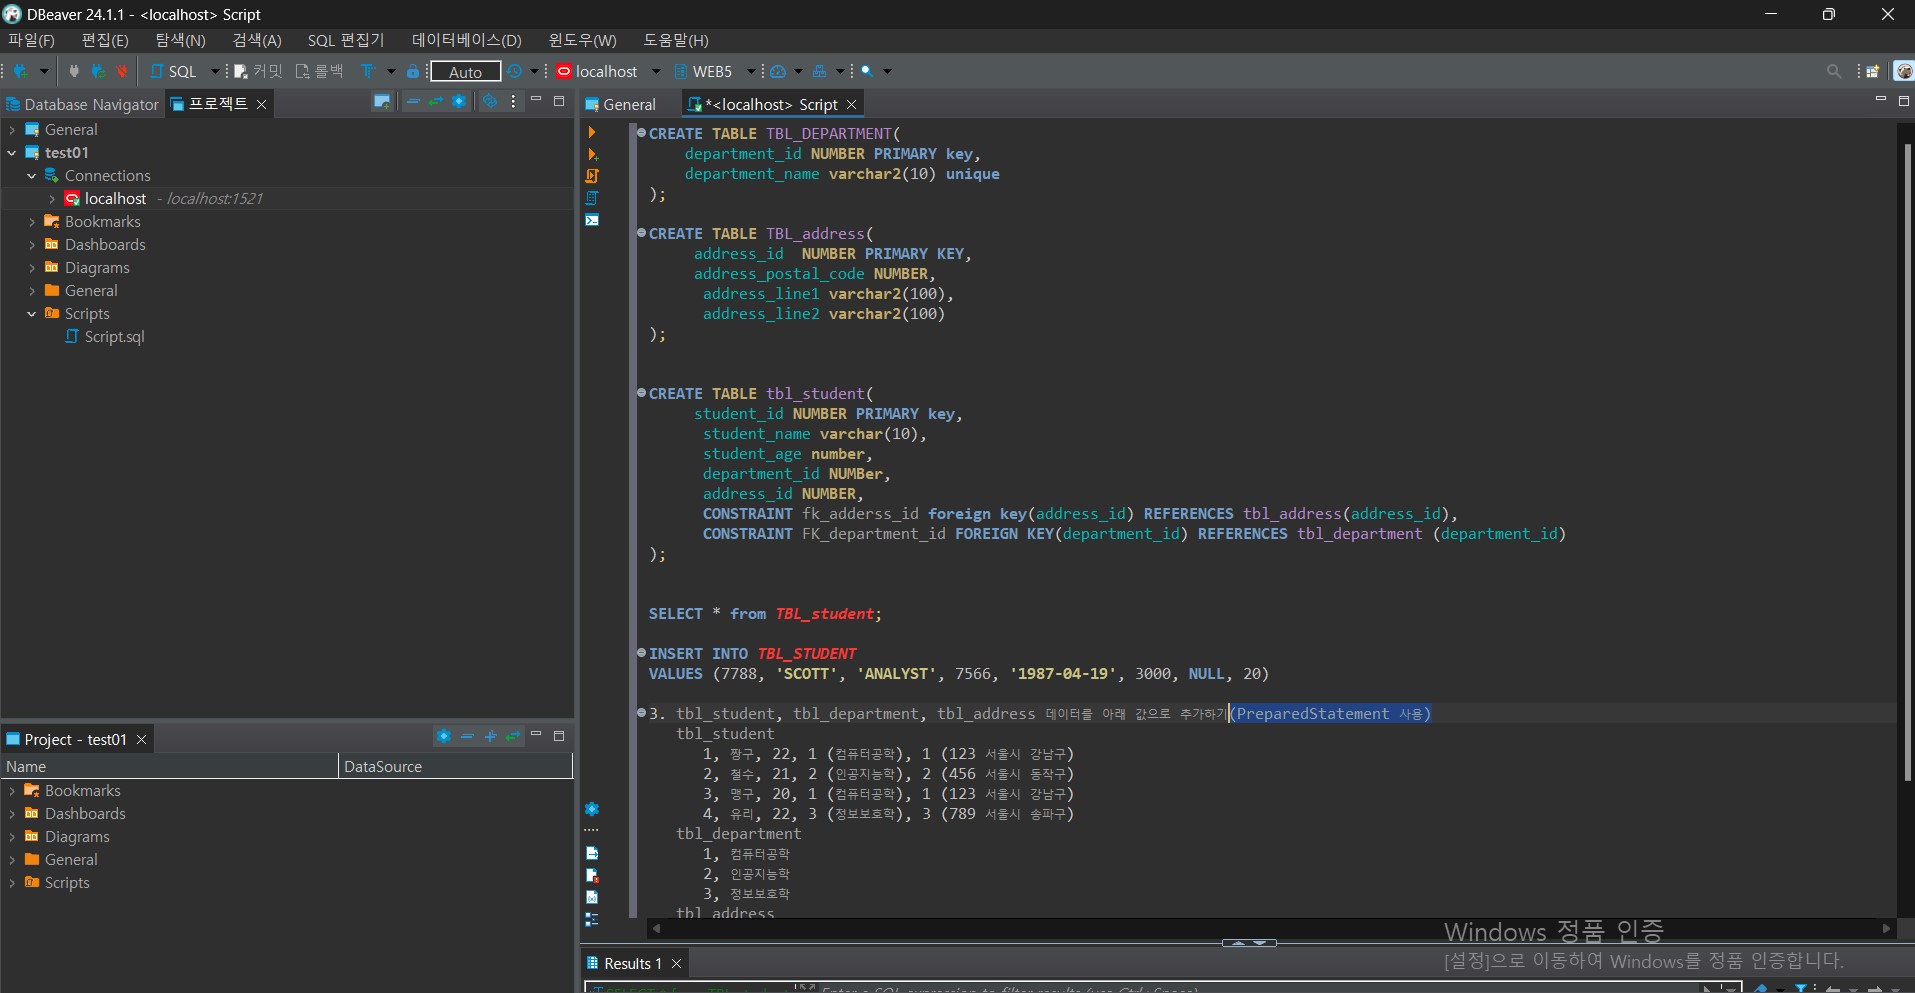 DBeaver 24.1.1 - <localhost> Script
파일(F) 편집(E) 탐색(N) 검색(A) SQL 편집기 데이터베이스(D) 윈도우(W) 도움말(H)
SQL 커밋 롤백 Auto localhost WEB5
Database Navigator 프로젝트
General
test01
Connections
localhost - localhost:1521
Bookmarks
Dashboards
Diagrams
General
Scripts
Script.sql
Project - test01
Name DataSource
Bookmarks
Dashboards
Diagrams
General
Scripts
General *<localhost> Script
CREATE TABLE TBL_DEPARTMENT(
department_id NUMBER PRIMARY key,
department_name varchar2(10) unique
);
CREATE TABLE TBL_address(
address_id NUMBER PRIMARY KEY,
address_postal_code NUMBER,
address_line1 varchar2(100),
address_line2 varchar2(100)
);
CREATE TABLE tbl_student(
student_id NUMBER PRIMARY key,
student_name varchar(10),
student_age number,
department_id NUMBer,
address_id NUMBER,
CONSTRAINT fk_adderss_id foreign key(address_id) REFERENCES tbl_address(address_id),
CONSTRAINT FK_department_id FOREIGN KEY(department_id) REFERENCES tbl_department (department_id)
);
SELECT * from TBL_student;
INSERT INTO TBL_STUDENT
VALUES (7788, 'SCOTT', 'ANALYST', 7566, '1987-04-19', 3000, NULL, 20)
3. tbl_student, tbl_department, tbl_address 데이터를 아래 값으로 추가하기(PreparedStatement 사용)
tbl_student
1, 짱구, 22, 1 (컴퓨터공학), 1 (123 서울시 강남구)
2, 철수, 21, 2 (인공지능학), 2 (456 서울시 동작구)
3, 맹구, 20, 1 (컴퓨터공학), 1 (123 서울시 강남구)
4, 유리, 22, 3 (정보보호학), 3 (789 서울시 송파구)
tbl_department
1, 컴퓨터공학
2, 인공지능학
3, 정보보호학
tbl_address
Windows 정품 인증
[설정]으로 이동하여 Windows를 정품 인증합니다.
Results 1
SELECT * from TBL_student Enter a SQL expression to filter results (use Ctrl+Space)